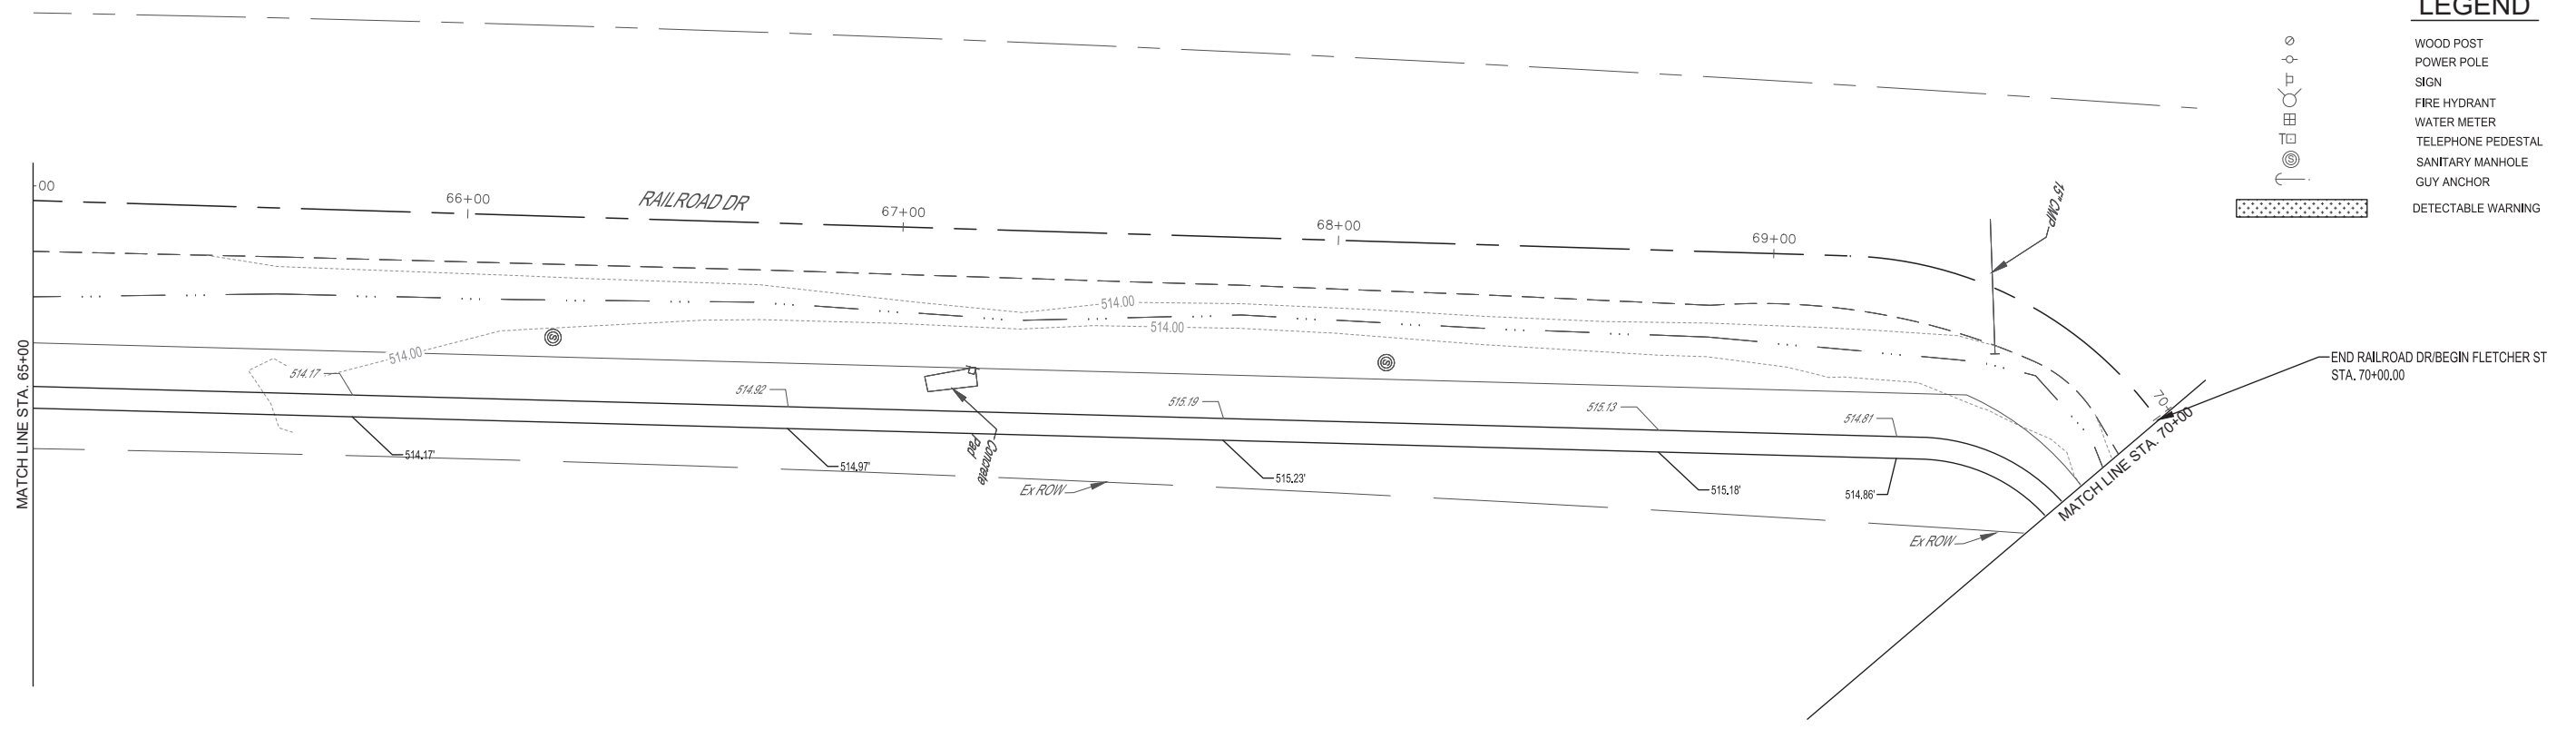 LEGEND
WOOD POST
POWER POLE
SIGN
FIRE HYDRANT
WATER METER
T
TELEPHONE PEDESTAL
S
SANITARY MANHOLE
GUY ANCHOR
DETECTABLE WARNING
00
66+00
RAILROAD DR
67+00
68+00
69+00
15" CMP
70+
514.00
514.00
514.00
S
S
MATCH LINE STA. 65+00
514.17
514.92
515.19
515.13
514.81
514.17'
514.97'
515.23'
515.18'
514.86'
Concrete
Pad
Ex ROW
Ex ROW
MATCH LINE STA. 70+00
END RAILROAD DR/BEGIN FLETCHER ST
STA. 70+00.00